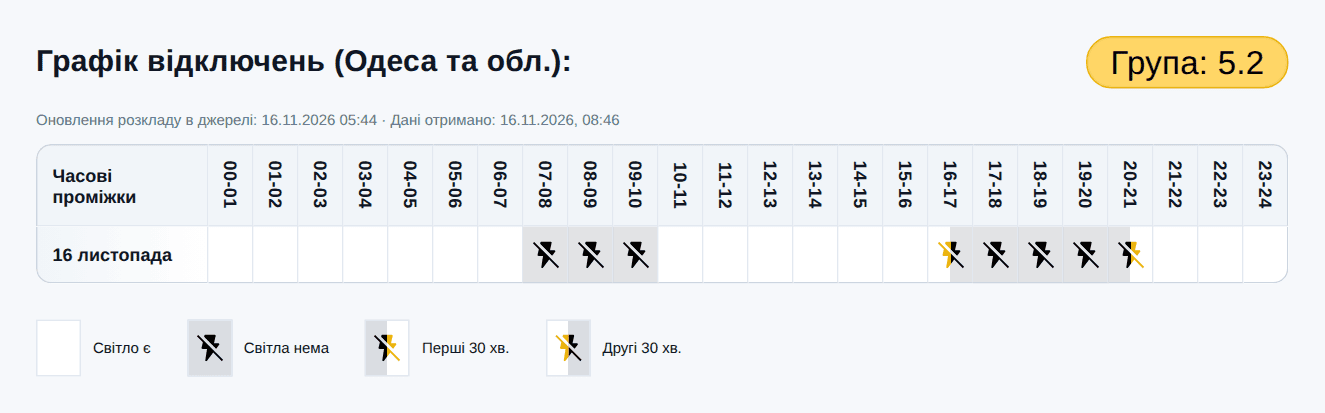 Графік відключень (Одеса та обл.):
Група: 5.2
Оновлення розкладу в джерелі: 16.11.2026 05:44 · Дані отримано: 16.11.2026, 08:46
Часові
проміжки
00-01
01-02
02-03
03-04
04-05
05-06
06-07
07-08
08-09
09-10
10-11
11-12
12-13
13-14
14-15
15-16
16-17
17-18
18-19
19-20
20-21
21-22
22-23
23-24
16 листопада
Світло є
Світла нема
Перші 30 хв.
Другі 30 хв.